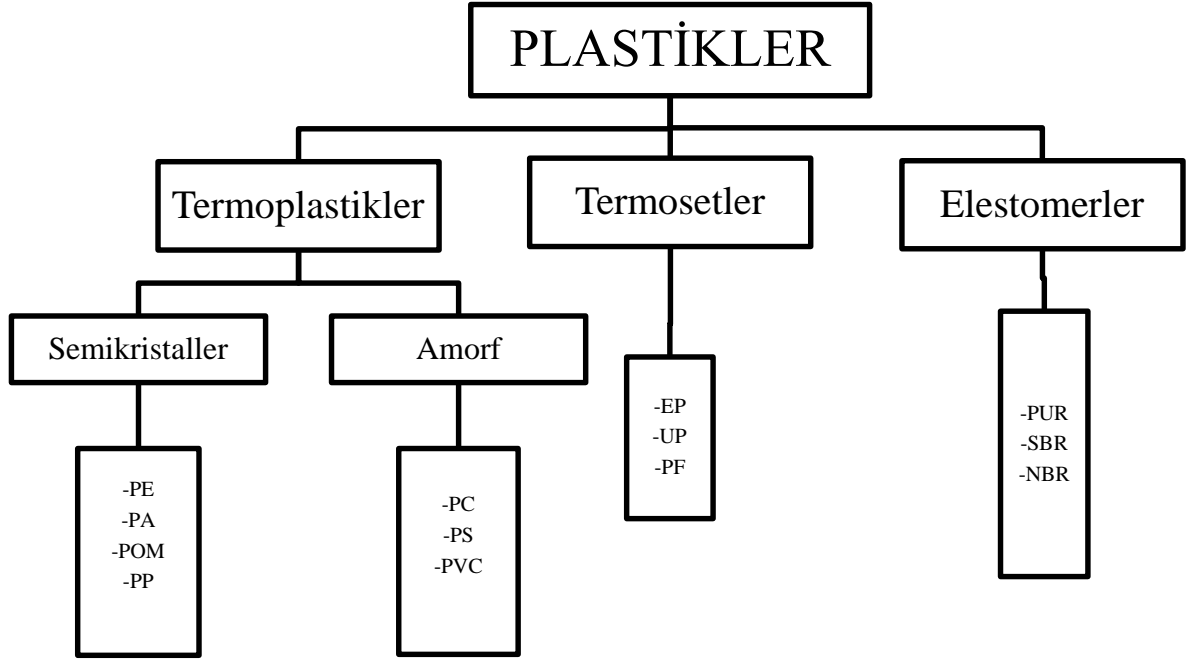 PLASTİKLER
Termoplastikler
Termosetler
Elestomerler
Semikristaller
Amorf
-PE
-PA
-POM
-PP
-PC
-PS
-PVC
-EP
-UP
-PF
-PUR
-SBR
-NBR